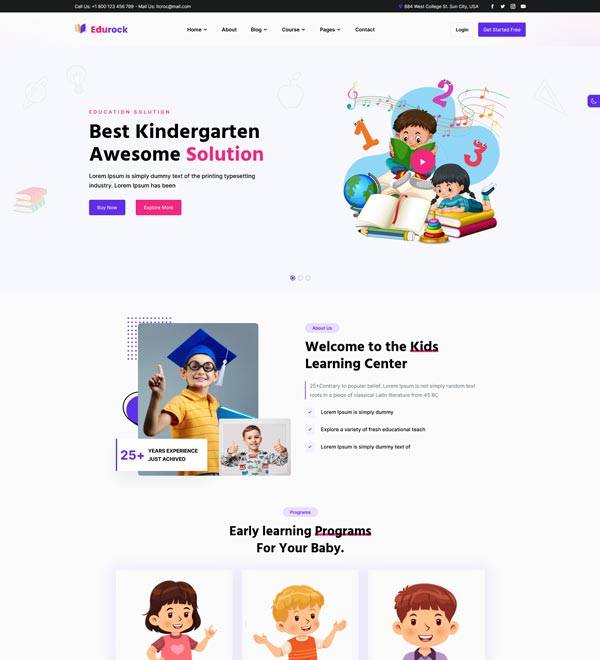 Call Us: +1 800 123 456 789 - Mail Us: Itcroc@mail.com
684 West College St. Sun City, USA
Edurock
Home
About
Blog
Course
Pages
Contact
Login
Get Started Free
EDUCATION SOLUTION
Best Kindergarten
Awesome Solution
Lorem Ipsum is simply dummy text of the printing typesetting
industry. Lorem Ipsum has been
Buy Now
Explore More
1
2
3
About Us
Welcome to the Kids
Learning Center
25+Contrary to popular belief, Lorem Ipsum is not simply random text
roots in a piece of classical Latin literature from 45 BC
Lorem Ipsum is simply dummy
Explore a variety of fresh educational teach
Lorem Ipsum is simply dummy text of
25+
YEARS EXPERIENCE
JUST ACHIVED
Programs
Early learning Programs
For Your Baby.